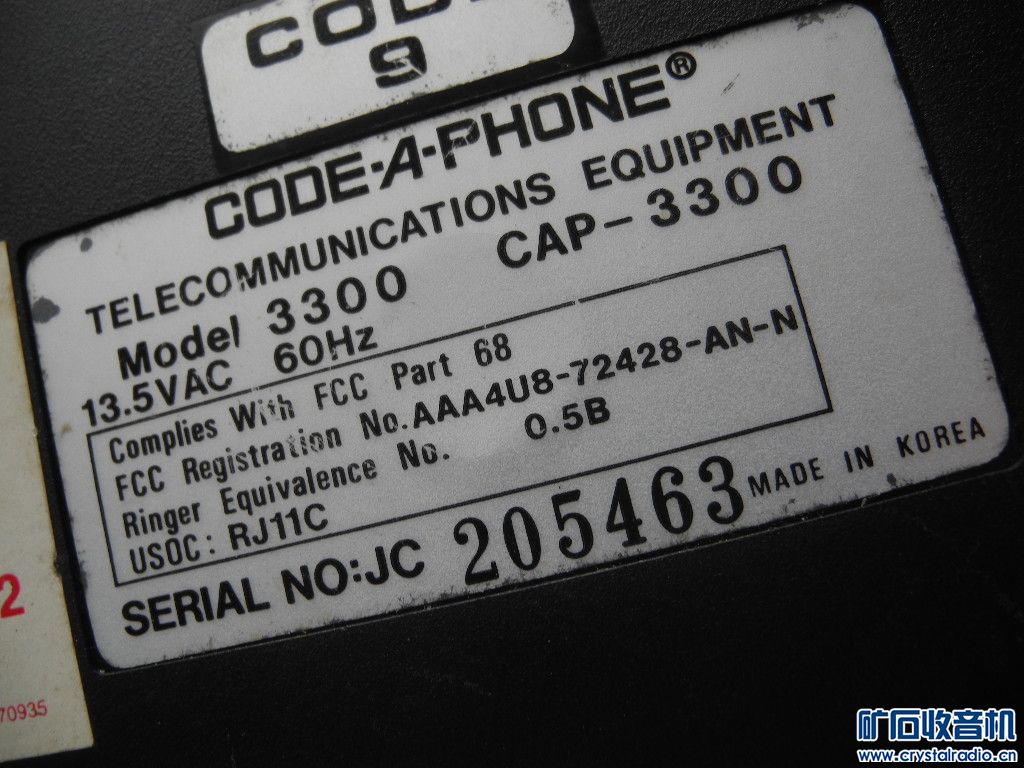 9
CODE-A-PHONE®
TELECOMMUNICATIONS EQUIPMENT
Model 3300 CAP-3300
13.5VAC 60Hz
Complies With FCC Part 68
FCC Registration No.AAA4U8-72428-AN-N
Ringer Equivalence No. 0.5B
USOC: RJ11C
SERIAL NO:JC 205463 MADE IN KOREA
2
70935
矿石收音机
www.crystalradio.cn